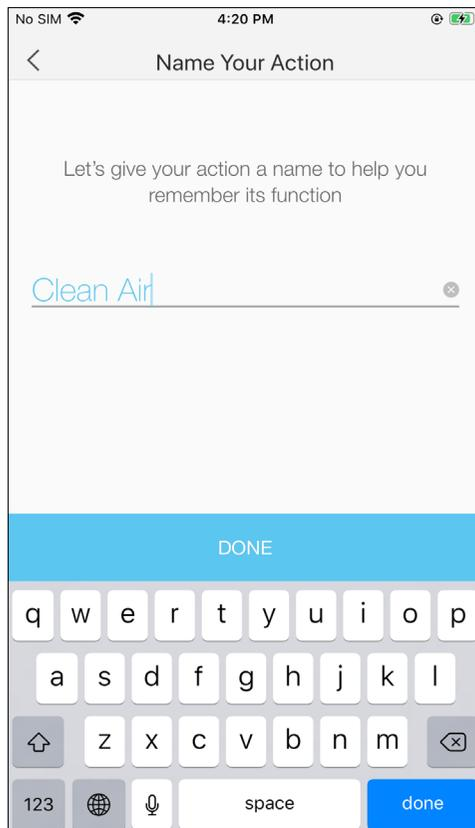 No SIM 4:20 PM
Name Your Action
Let's give your action a name to help you
remember its function
Clean Air
DONE
q w e r t y u i o p
a s d f g h j k l
z x c v b n m
123 space done